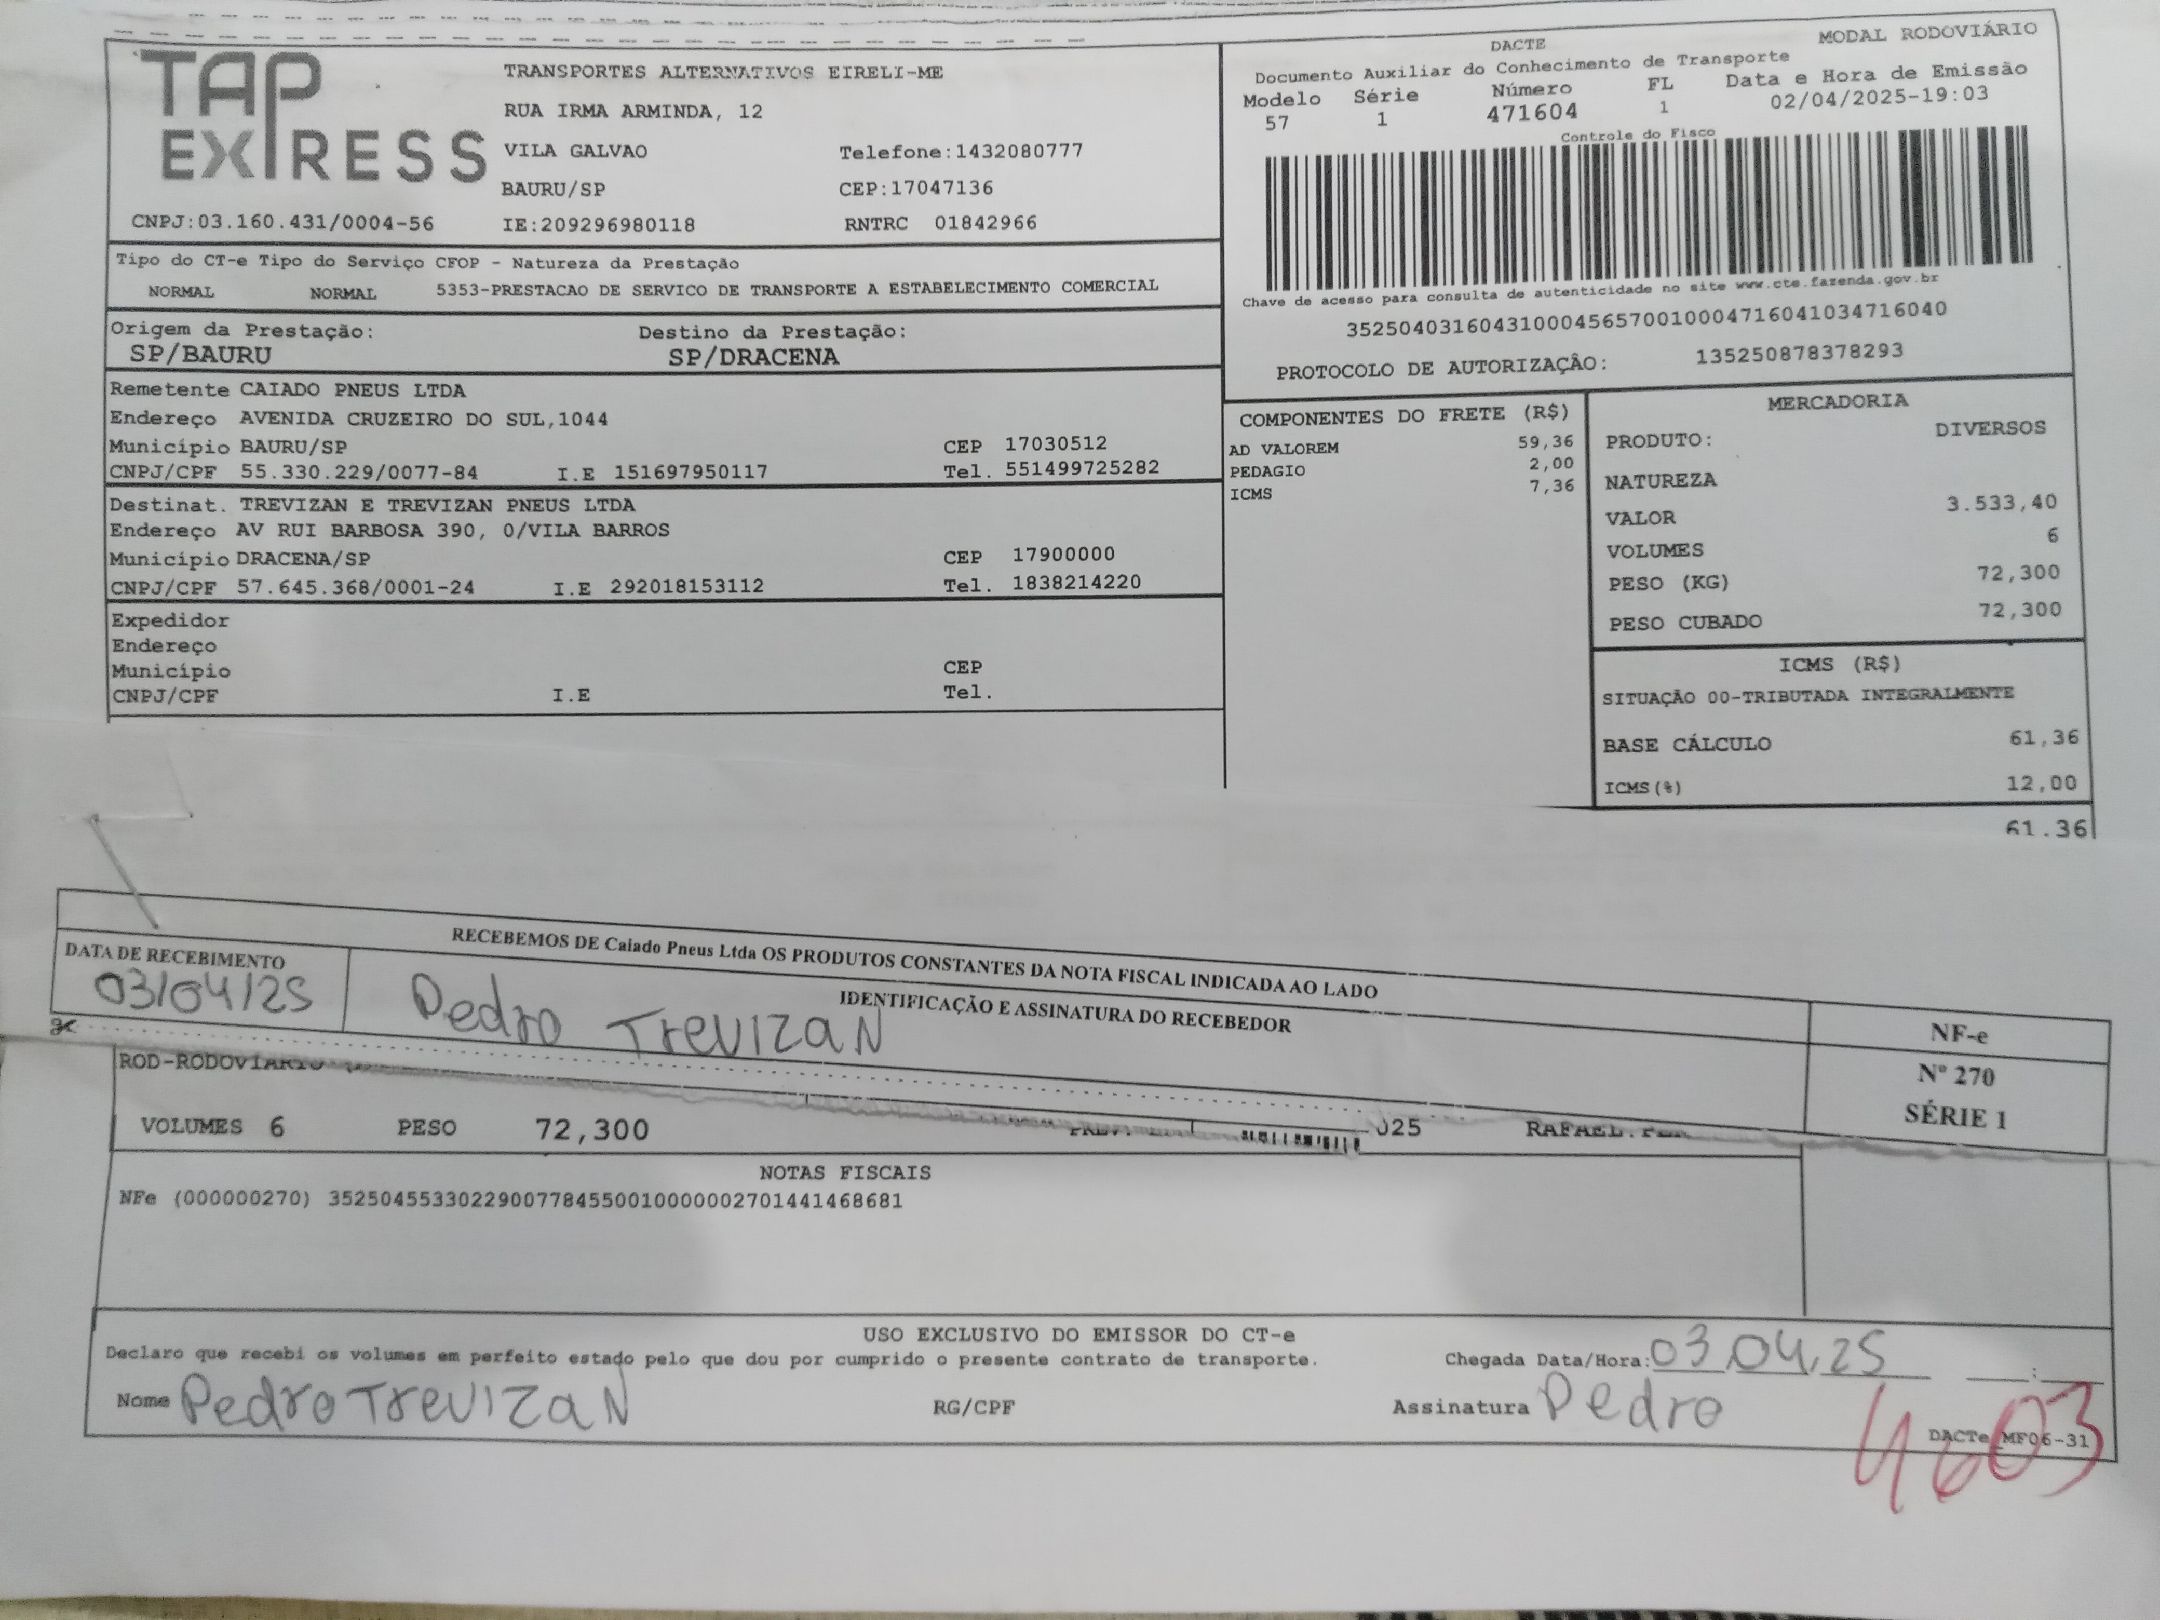 TAP EXPRESS
CNPJ:03.160.431/0004-56
TRANSPORTES ALTERNATIVOS EIRELI-ME
RUA IRMA ARMINDA, 12
VILA GALVAO Telefone:1432080777
BAURU/SP CEP:17047136
IE:209296980118 RNTRC 01842966
DACTE MODAL RODOVIÁRIO
Documento Auxiliar do Conhecimento de Transporte
Modelo Série Número FL Data e Hora de Emissão
57 1 471604 1 02/04/2025-19:03
Controle do Fisco
Chave de acesso para consulta de autenticidade no site www.cte.fazenda.gov.br
35250403160431000456570010004716041034716040
PROTOCOLO DE AUTORIZAÇÂO: 135250878378293
Tipo do CT-e Tipo do Serviço CFOP - Natureza da Prestação
NORMAL NORMAL 5353-PRESTACAO DE SERVICO DE TRANSPORTE A ESTABELECIMENTO COMERCIAL
Origem da Prestação: Destino da Prestação:
SP/BAURU SP/DRACENA
Remetente CAIADO PNEUS LTDA
Endereço AVENIDA CRUZEIRO DO SUL,1044
Município BAURU/SP CEP 17030512
CNPJ/CPF 55.330.229/0077-84 I.E 151697950117 Tel. 551499725282
Destinat. TREVIZAN E TREVIZAN PNEUS LTDA
Endereço AV RUI BARBOSA 390, 0/VILA BARROS
Município DRACENA/SP CEP 17900000
CNPJ/CPF 57.645.368/0001-24 I.E 292018153112 Tel. 1838214220
Expedidor
Endereço
Município CEP
CNPJ/CPF I.E Tel.
COMPONENTES DO FRETE (R$)
AD VALOREM 59,36
PEDAGIO 2,00
ICMS 7,36
MERCADORIA
PRODUTO: DIVERSOS
NATUREZA
VALOR 3.533,40
VOLUMES 6
PESO (KG) 72,300
PESO CUBADO 72,300
ICMS (R$)
SITUAÇÃO 00-TRIBUTADA INTEGRALMENTE
BASE CÁLCULO 61,36
ICMS(%) 12,00
61.36
RECEBEMOS DE Caiado Pneus Ltda OS PRODUTOS CONSTANTES DA NOTA FISCAL INDICADA AO LADO
DATA DE RECEBIMENTO IDENTIFICAÇÃO E ASSINATURA DO RECEBEDOR
03/04/25 Pedro Trevizan
NF-e
Nº 270
SÉRIE 1
ROD-RODOVIÁRIO
VOLUMES 6 PESO 72,300 025
NOTAS FISCAIS
NFe (000000270) 35250455330229007784550010000002701441468681
USO EXCLUSIVO DO EMISSOR DO CT-e
Declaro que recebi os volumes em perfeito estado pelo que dou por cumprido o presente contrato de transporte.
Chegada Data/Hora: 03.04.25 :
Nome Pedro Trevizan RG/CPF Assinatura Pedro
DACTe_MF06-31
4603